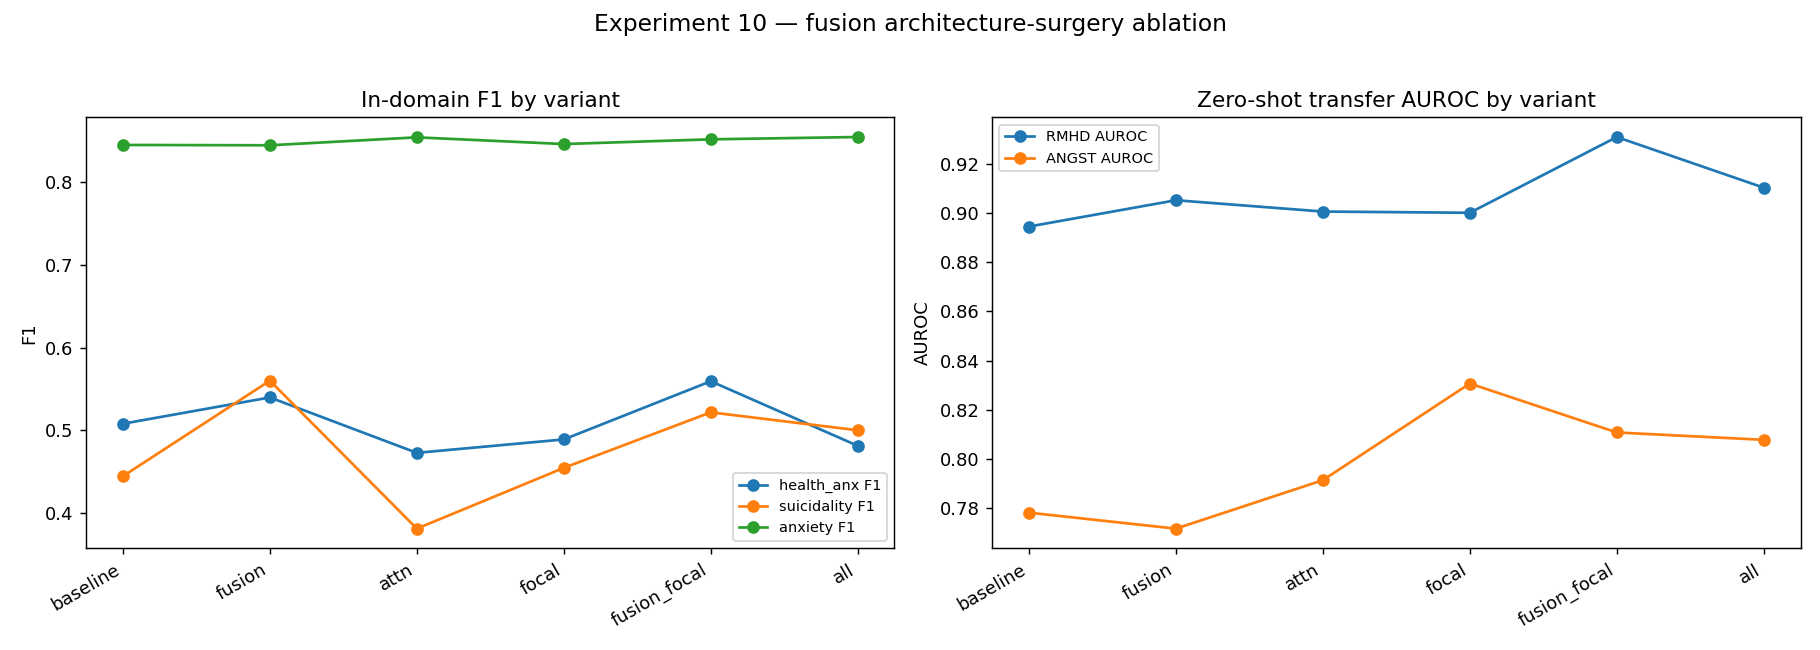 Experiment 10 — fusion architecture-surgery ablation
In-domain F1 by variant
F1
0.8
0.7
0.6
0.5
0.4
health_anx F1
suicidality F1
anxiety F1
baseline
fusion
attn
focal
fusion_focal
all
Zero-shot transfer AUROC by variant
AUROC
RMHD AUROC
ANGST AUROC
0.92
0.90
0.88
0.86
0.84
0.82
0.80
0.78
baseline
fusion
attn
focal
fusion_focal
all